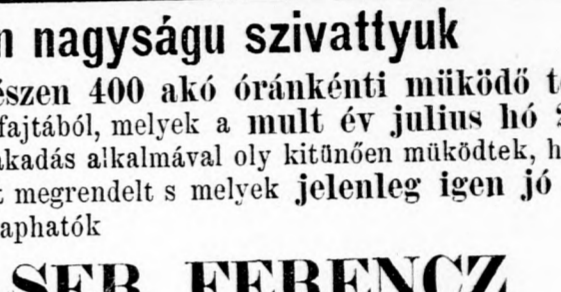 nagyságu szivattyuk
észen 400 akó óránkénti müködő
fajtából, melyek a mult év julius hó
akadás alkalmával oly kitünően müködtek, h
megrendelt s melyek jelenleg igen jó
aphatók
SER FERENCZ